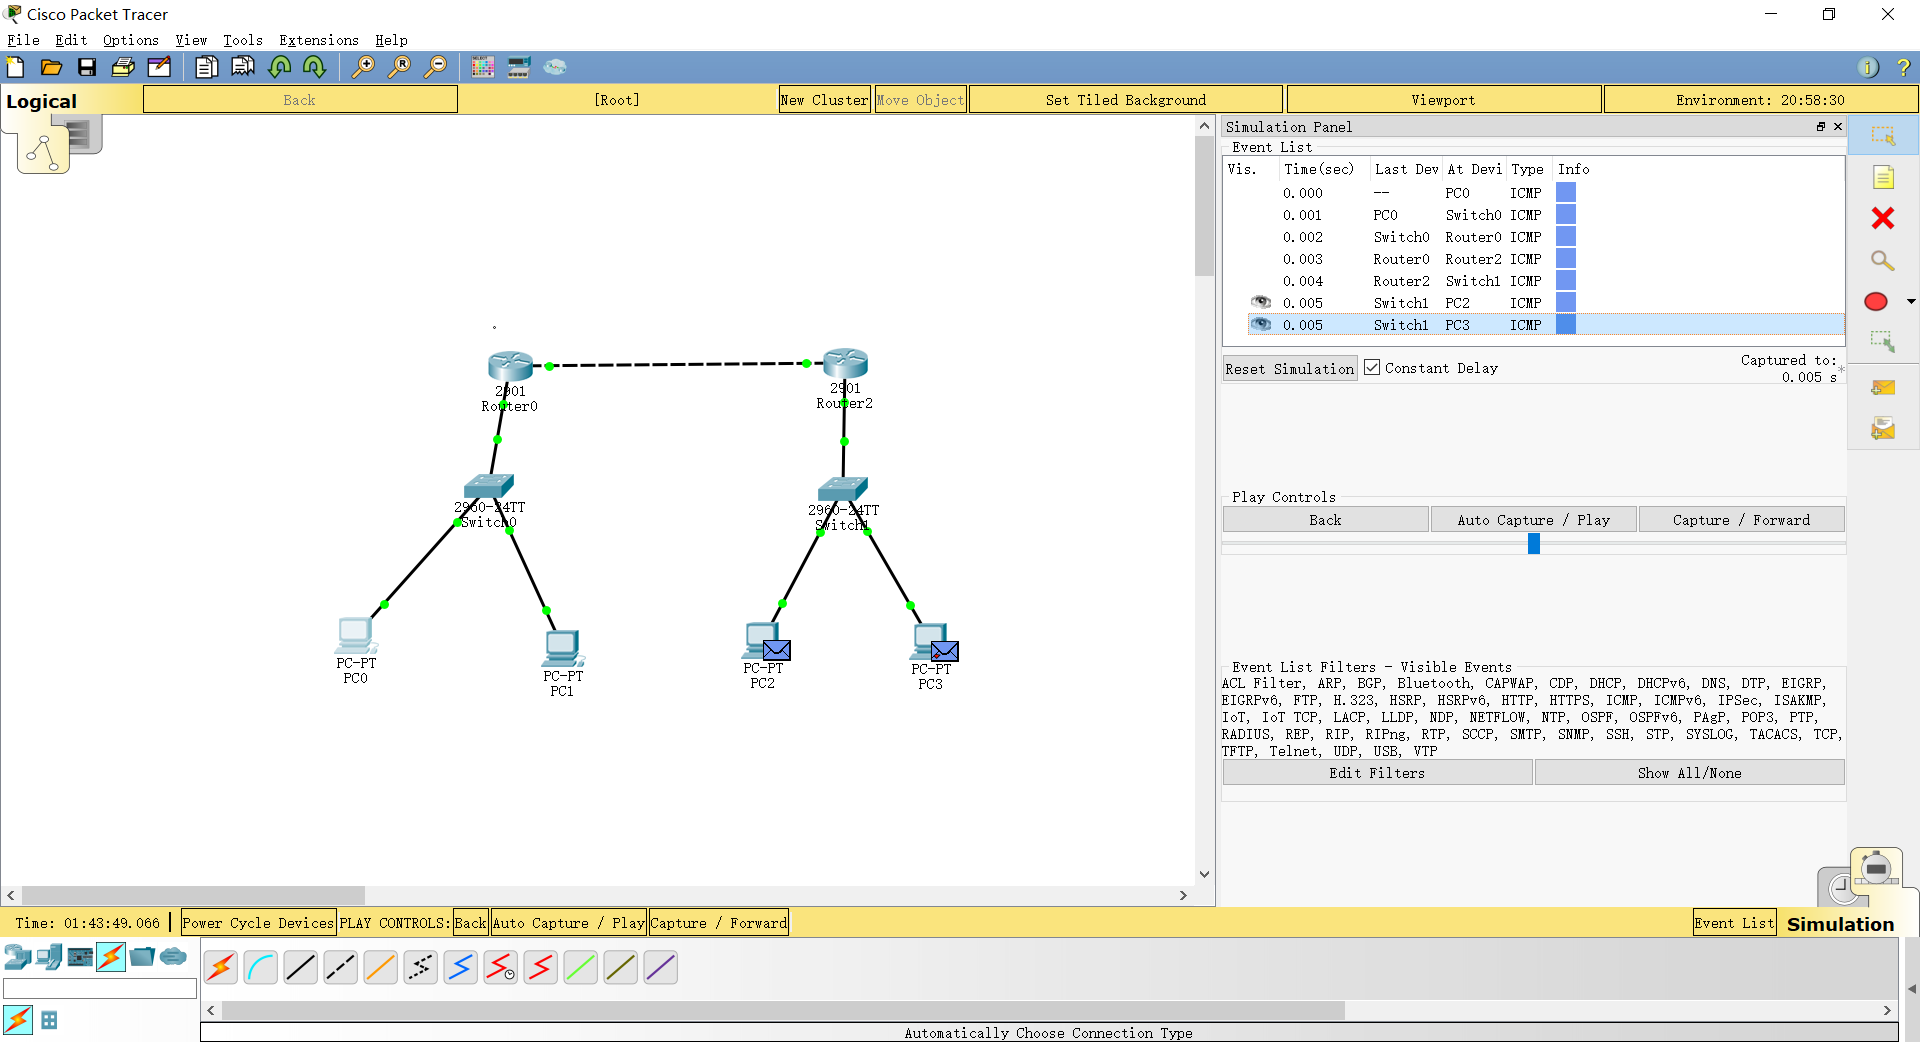 Cisco Packet Tracer
File Edit Options View Tools Extensions Help
Logical Back [Root] New Cluster Move Object Set Tiled Background Viewport Environment: 20:58:30
Simulation Panel
Event List
Vis. Time(sec) Last Dev At Devi Type Info
0.000 -- PC0 ICMP
0.001 PC0 Switch0 ICMP
0.002 Switch0 Router0 ICMP
0.003 Router0 Router2 ICMP
0.004 Router2 Switch1 ICMP
0.005 Switch1 PC2 ICMP
0.005 Switch1 PC3 ICMP
Reset Simulation Constant Delay Captured to:
0.005 s
2901
Router0
2901
Router2
2960-24TT
Switch0
2960-24TT
Switch1
PC-PT
PC0
PC-PT
PC1
PC-PT
PC2
PC-PT
PC3
Play Controls
Back Auto Capture / Play Capture / Forward
Event List Filters - Visible Events
ACL Filter, ARP, BGP, Bluetooth, CAPWAP, CDP, DHCP, DHCPv6, DNS, DTP, EIGRP,
EIGRPv6, FTP, H.323, HSRP, HSRPv6, HTTP, HTTPS, ICMP, ICMPv6, IPSec, ISAKMP,
IoT, IoT TCP, LACP, LLDP, NDP, NETFLOW, NTP, OSPF, OSPFv6, PAgP, POP3, PTP,
RADIUS, REP, RIP, RIPng, RTP, SCCP, SMTP, SNMP, SSH, STP, SYSLOG, TACACS, TCP,
TFTP, Telnet, UDP, USB, VTP
Edit Filters Show All/None
Time: 01:43:49.066 Power Cycle Devices PLAY CONTROLS: Back Auto Capture / Play Capture / Forward Event List Simulation
Automatically Choose Connection Type